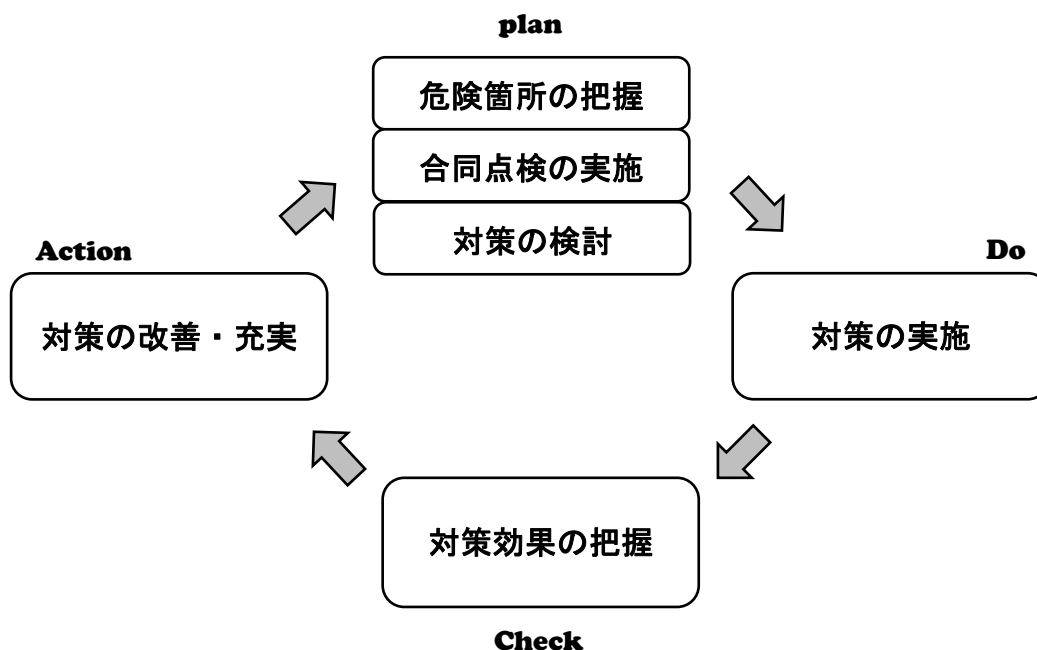 plan
危険箇所の把握
合同点検の実施
対策の検討
Action
Do
対策の改善・充実
対策の実施
対策効果の把握
Check